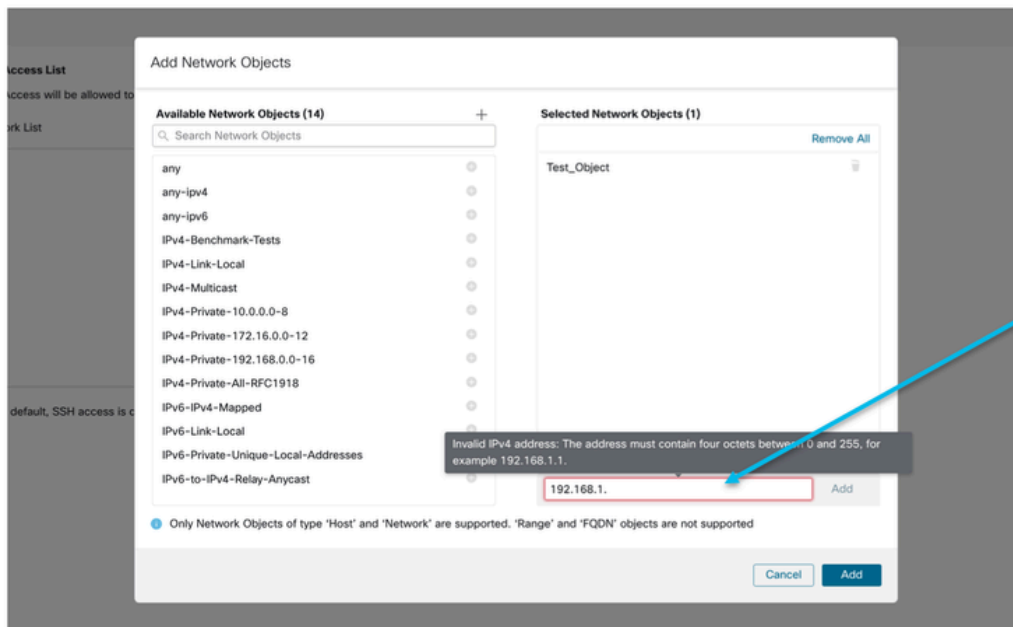 Access List
Access will be allowed to
ork List
default, SSH access is c
Add Network Objects
Available Network Objects (14)
+
Search Network Objects
any
any-ipv4
any-ipv6
IPv4-Benchmark-Tests
IPv4-Link-Local
IPv4-Multicast
IPv4-Private-10.0.0.0-8
IPv4-Private-172.16.0.0-12
IPv4-Private-192.168.0.0-16
IPv4-Private-All-RFC1918
IPv6-IPv4-Mapped
IPv6-Link-Local
IPv6-Private-Unique-Local-Addresses
IPv6-to-IPv4-Relay-Anycast
Selected Network Objects (1)
Remove All
Test_Object
Invalid IPv4 address: The address must contain four octets between 0 and 255, for
example 192.168.1.1.
192.168.1.
Add
Only Network Objects of type 'Host' and 'Network' are supported. 'Range' and 'FQDN' objects are not supported
Cancel
Add